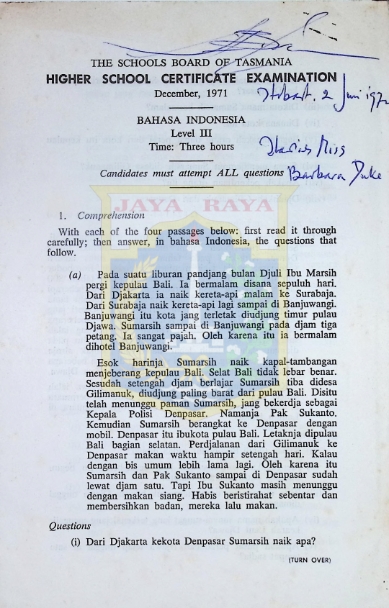 THE SCHOOLS BOARD OF TASMANIA
HIGHER SCHOOL CERTIFICATE EXAMINATION
December, 1971
Hobart, 2 Juni 197
BAHASA INDONESIA
Level III
Time: Three hours
Miss
Candidates must attempt ALL questions
Barbara Duke
JAYA RAYA
1. Comprehension
With each of the four passages below: first read it through
carefully; then answer, in bahasa Indonesia, the questions that
follow.
(a) Pada suatu liburan pandjang bulan Djuli Ibu Marsih
pergi kepulau Bali. Ia bermalam disana sepuluh hari.
Dari Djakarta ia naik kereta-api malam ke Surabaja.
Dari Surabaja naik kereta-api lagi sampai di Banjuwangi.
Banjuwangi itu kota jang terletak diudjung timur pulau
Djawa. Sumarsih sampai di Banjuwangi pada djam tiga
petang. Ia sangat pajah. Oleh karena itu ia bermalam
dihotel Banjuwangi.
Esok harinja Sumarsih naik kapal-tambangan
menjeberang kepulau Bali. Selat Bali tidak lebar benar.
Sesudah setengah djam berlajar Sumarsih tiba didesa
Gilimanuk, diudjung paling barat dari pulau Bali. Disitu
telah menunggu paman Sumarsih, jang bekerdja sebagai
Kepala Polisi Denpasar. Namanja Pak Sukanto.
Kemudian Sumarsih berangkat ke Denpasar dengan
mobil. Denpasar itu ibukota pulau Bali. Letaknja dipulau
Bali bagian selatan. Perdjalanan dari Gilimanuk ke
Denpasar makan waktu hampir setengah hari. Kalau
dengan bis umum lebih lama lagi. Oleh karena itu
Sumarsih dan Pak Sukanto sampai di Denpasar sudah
lewat djam satu. Tapi Ibu Sukanto masih menunggu
dengan makan siang. Habis beristirahat sebentar dan
membersihkan badan, mereka lalu makan.
Questions
(i) Dari Djakarta kekota Denpasar Sumarsih naik apa?
(TURN OVER)